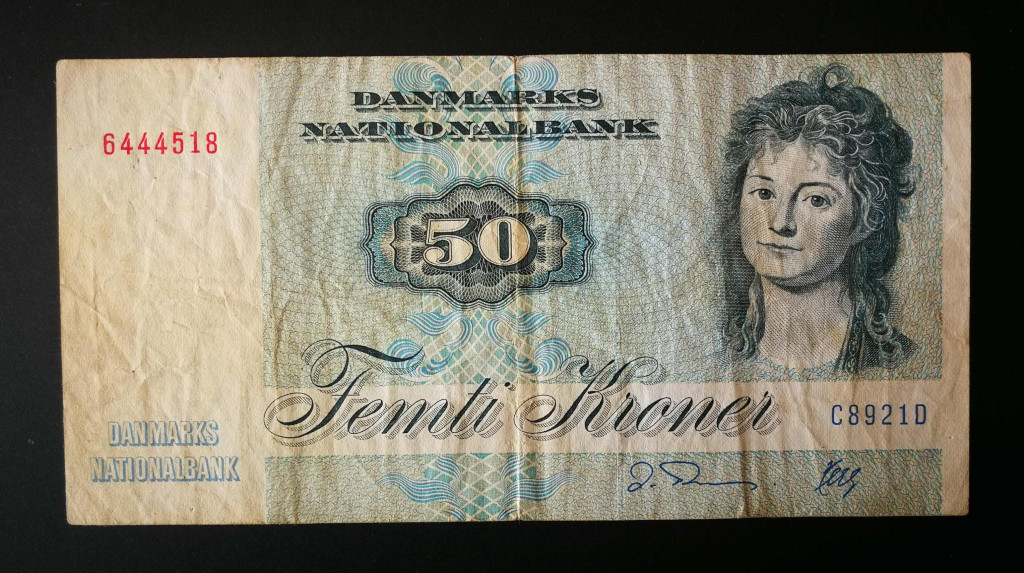 DANMARKS
NATIONALBANK
6444518
50
Femti Kroner
C8921D
DANMARKS
NATIONALBANK